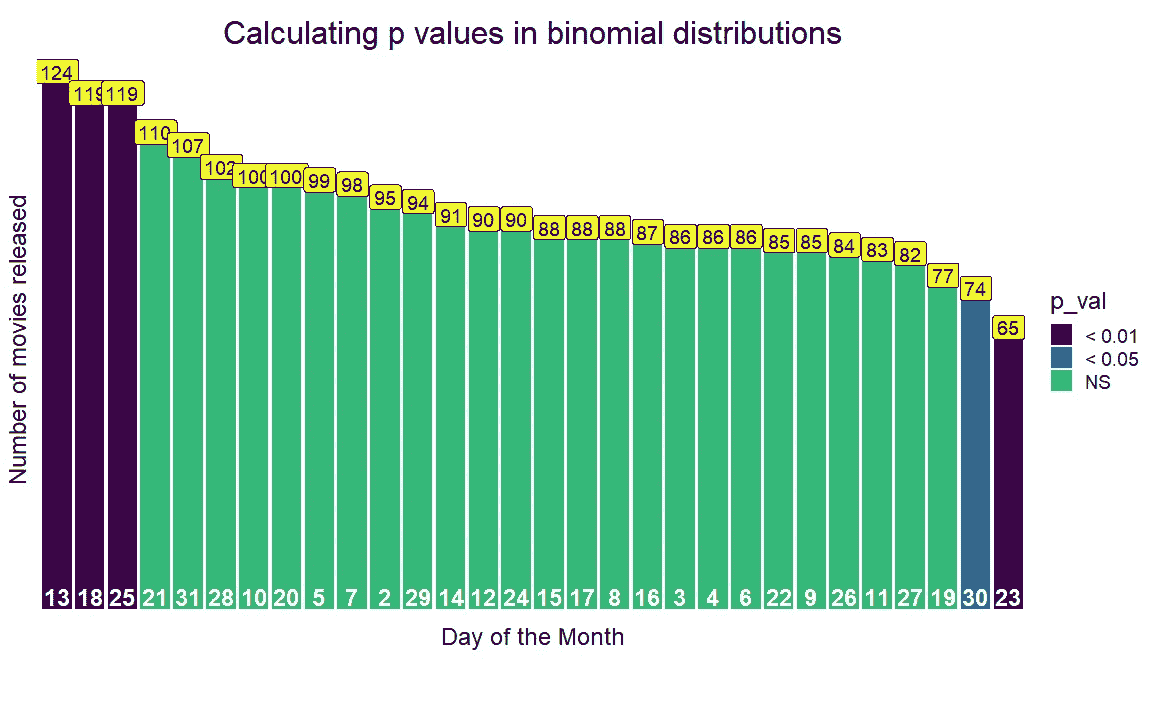 Calculating p values in binomial distributions
124 119 119 110 107 102 100 100 99 98 95 94 91 90 90 88 88 88 87 86 86 86 85 85 84 83 82 77 74 65
Number of movies released
p_val
< 0.01
< 0.05
NS
13 18 25 21 31 28 10 20 5 7 2 29 14 12 24 15 17 8 16 3 4 6 22 9 26 11 27 19 30 23
Day of the Month